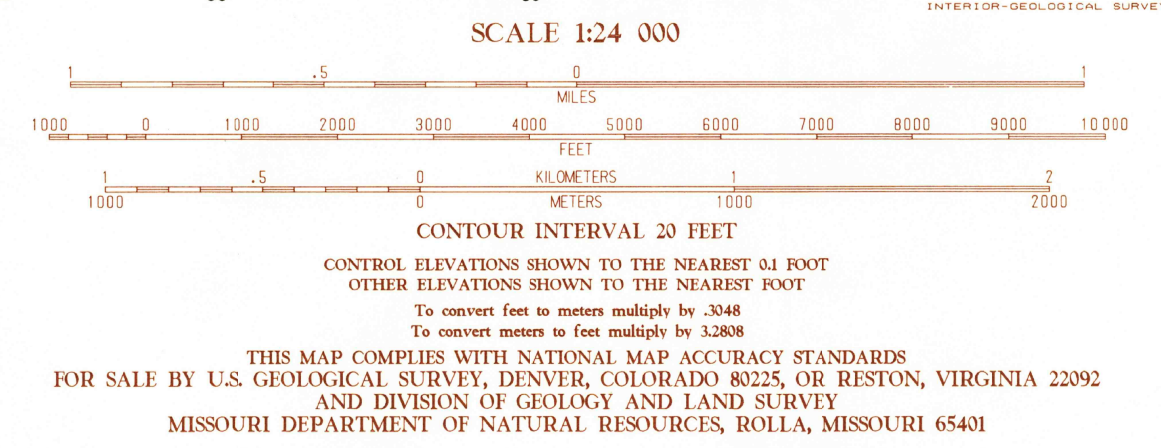 INTERIOR-GEOLOGICAL SURVEY
SCALE 1:24 000
1 .5 0 1
MILES
1000 0 1000 2000 3000 4000 5000 6000 7000 8000 9000 10 000
FEET
1 .5 0 KILOMETERS 1 2
1000 0 METERS 1000 2000
CONTOUR INTERVAL 20 FEET
CONTROL ELEVATIONS SHOWN TO THE NEAREST 0.1 FOOT
OTHER ELEVATIONS SHOWN TO THE NEAREST FOOT
To convert feet to meters multiply by .3048
To convert meters to feet multiply by 3.2808
THIS MAP COMPLIES WITH NATIONAL MAP ACCURACY STANDARDS
FOR SALE BY U.S. GEOLOGICAL SURVEY, DENVER, COLORADO 80225, OR RESTON, VIRGINIA 22092
AND DIVISION OF GEOLOGY AND LAND SURVEY
MISSOURI DEPARTMENT OF NATURAL RESOURCES, ROLLA, MISSOURI 65401